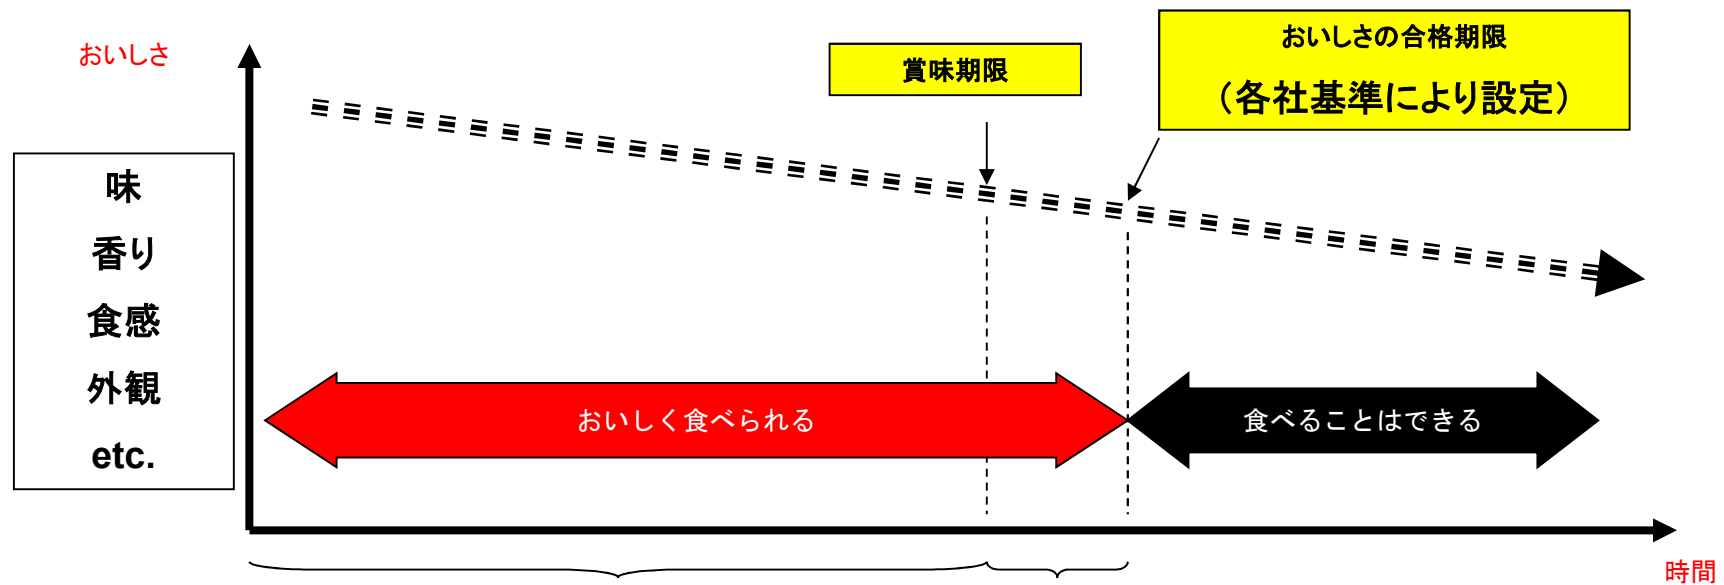 おいしさ
賞味期限
おいしさの合格期限
（各社基準により設定）
味
香り
食感
外観
etc.
おいしく食べられる
食べることはできる
時間